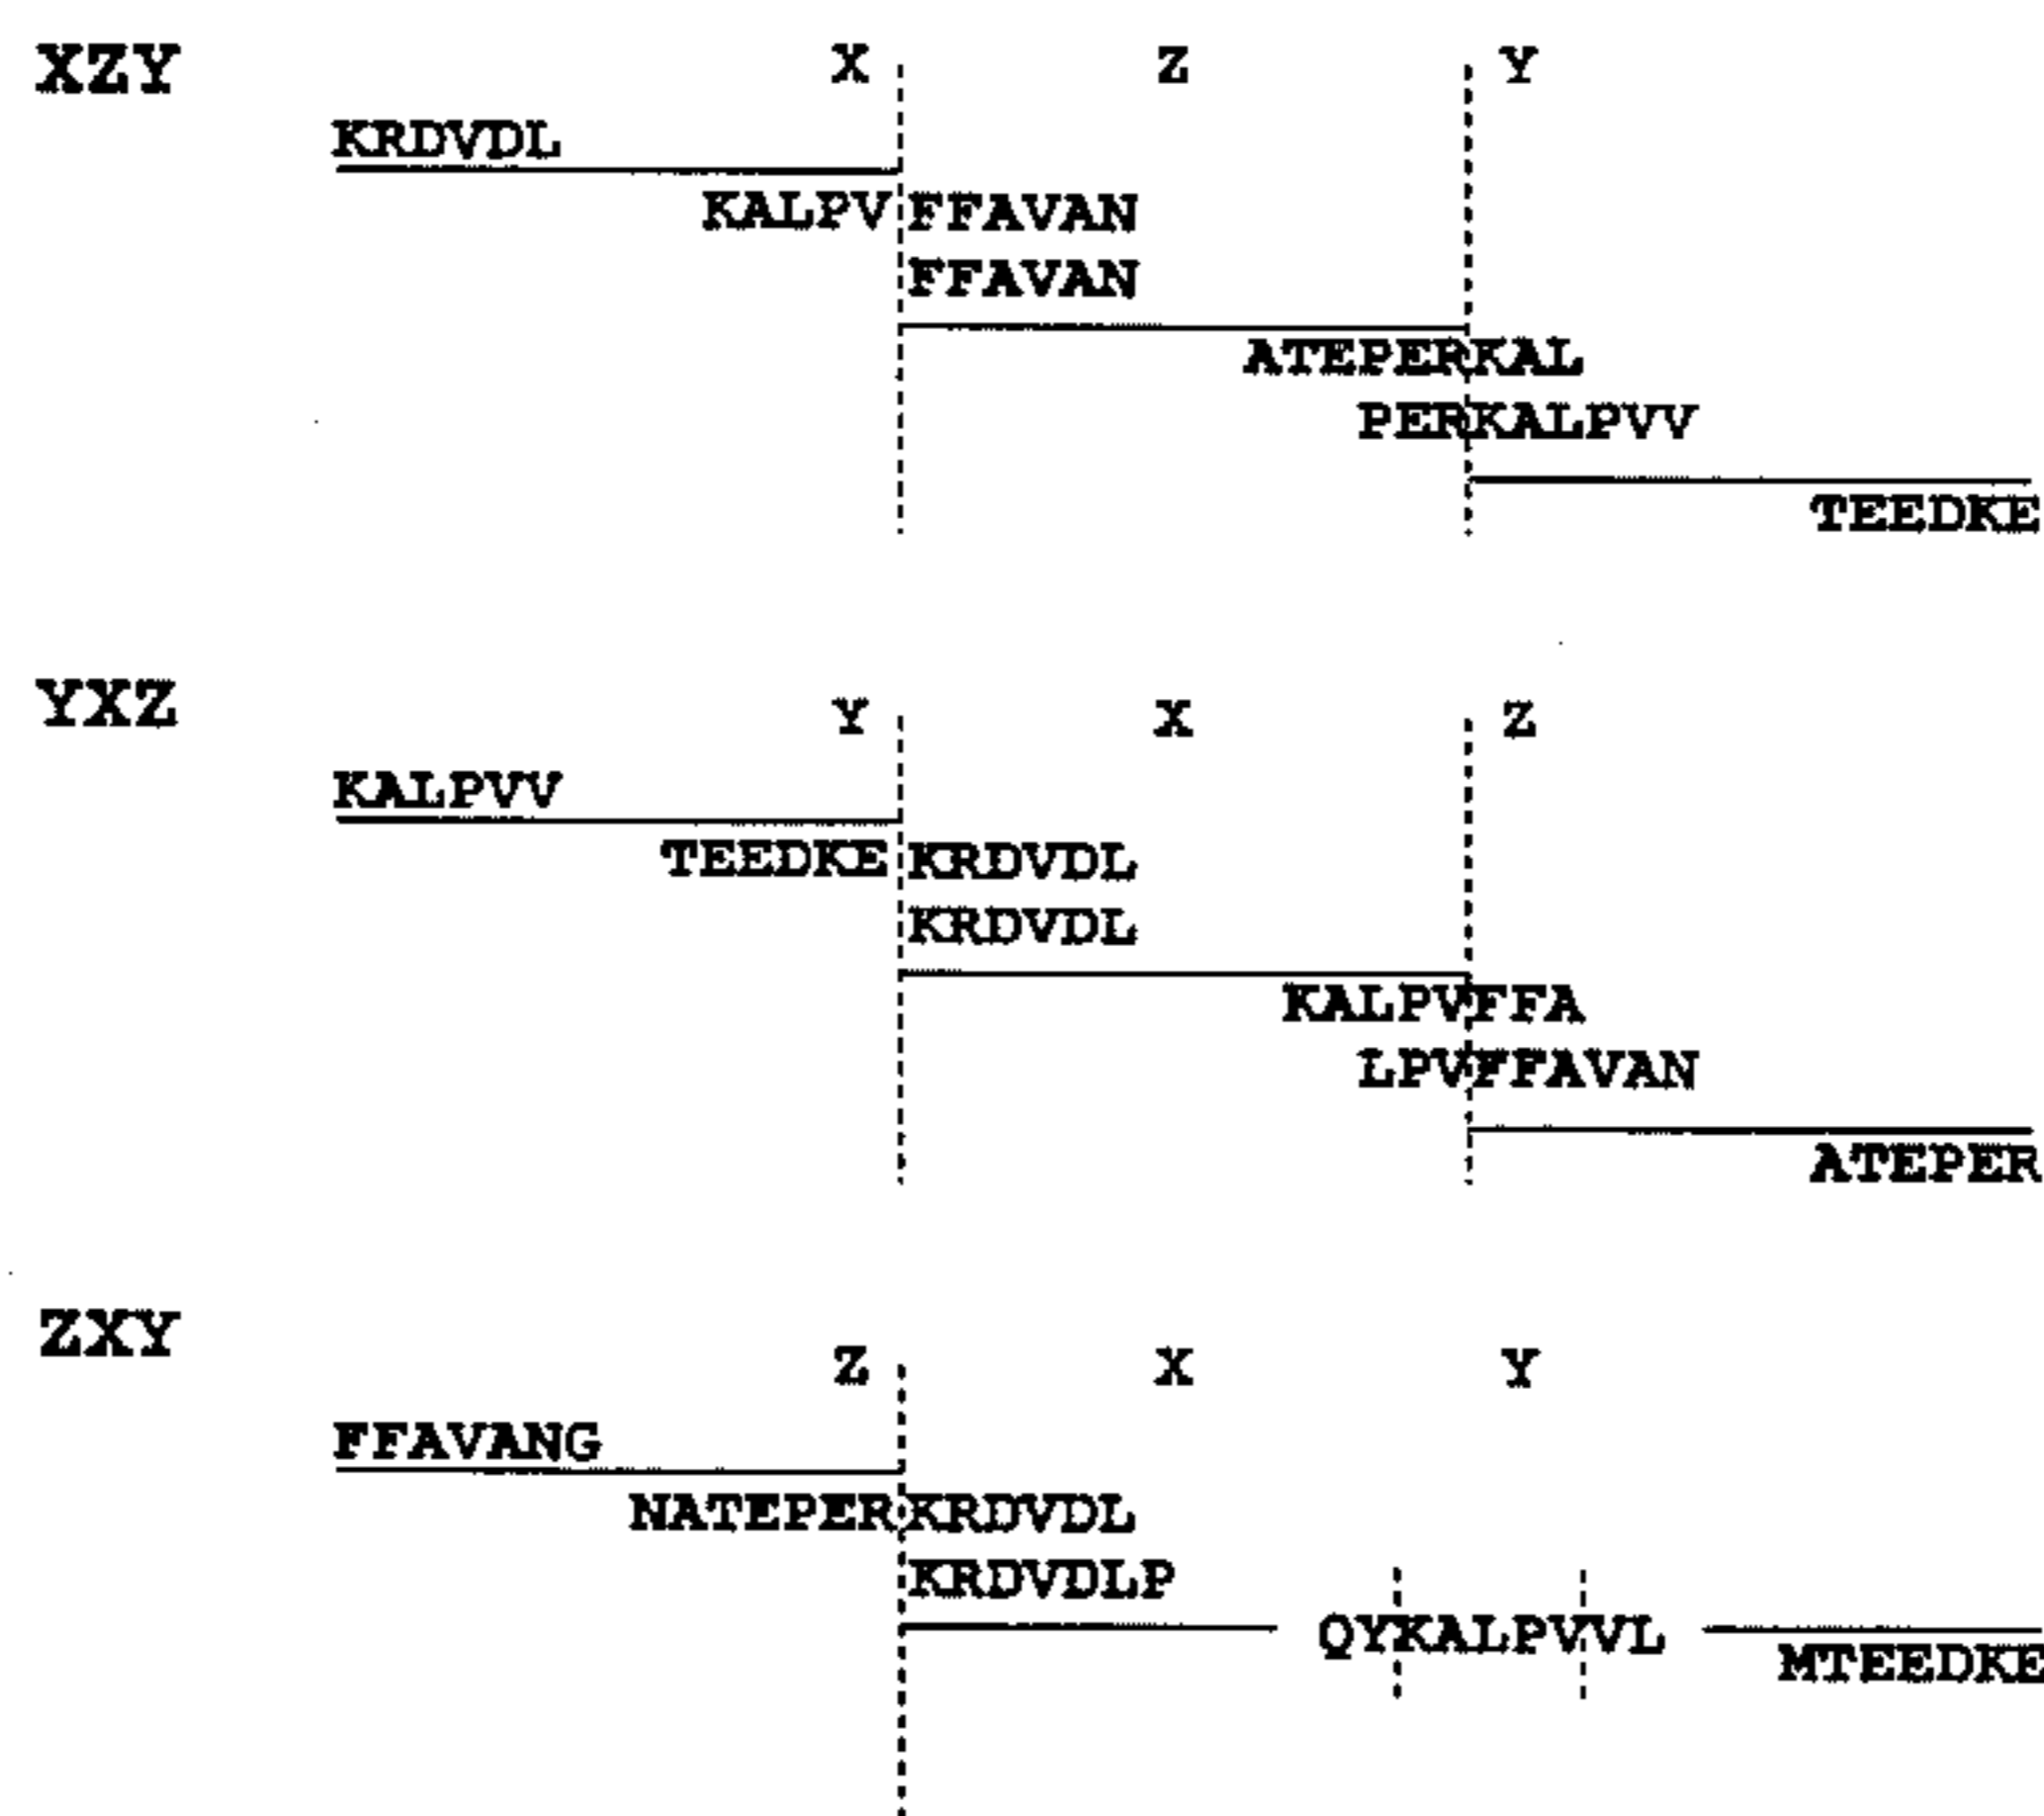 XZY X Z Y
KRDVDL
KALPV FFAVAN
FFAVAN
ATEPERKAL
PERKALPVV
TEEDKE
YXZ Y X Z
KALPVV
TEEDKE KRDVDL
KRDVDL
KALPVFFA
LPVFFAVAN
ATEPER
ZXY Z X Y
FFAVANG
NATEPER KRDVDL
KRDVDLP
QYKALPVVL
MTEEDKE